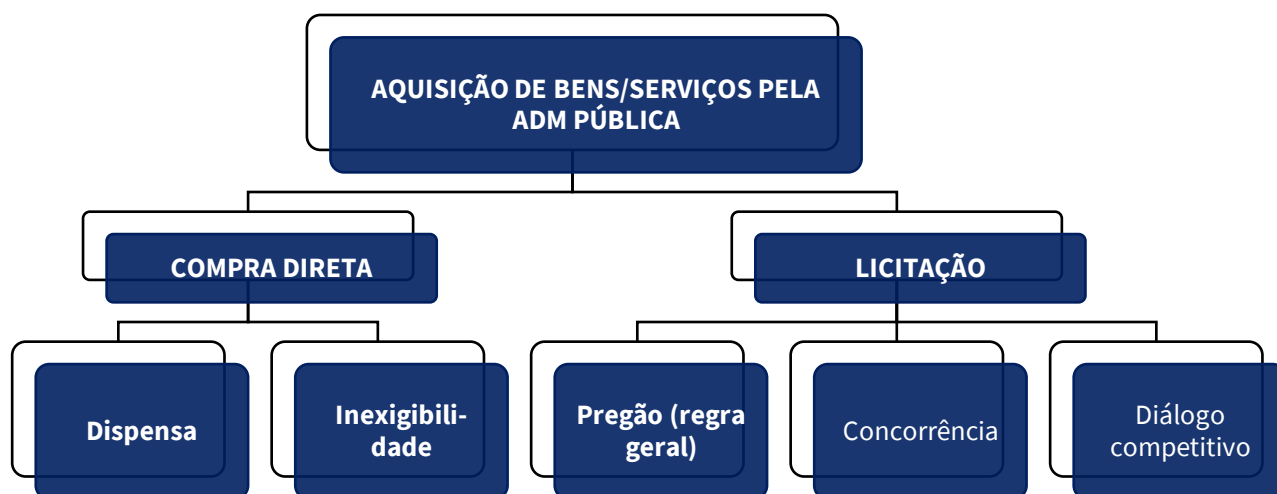 AQUISIÇÃO DE BENS/SERVIÇOS PELA
ADM PÚBLICA
COMPRA DIRETA
LICITAÇÃO
Dispensa
Inexigibili-
dade
Pregão (regra
geral)
Concorrência
Diálogo
competitivo